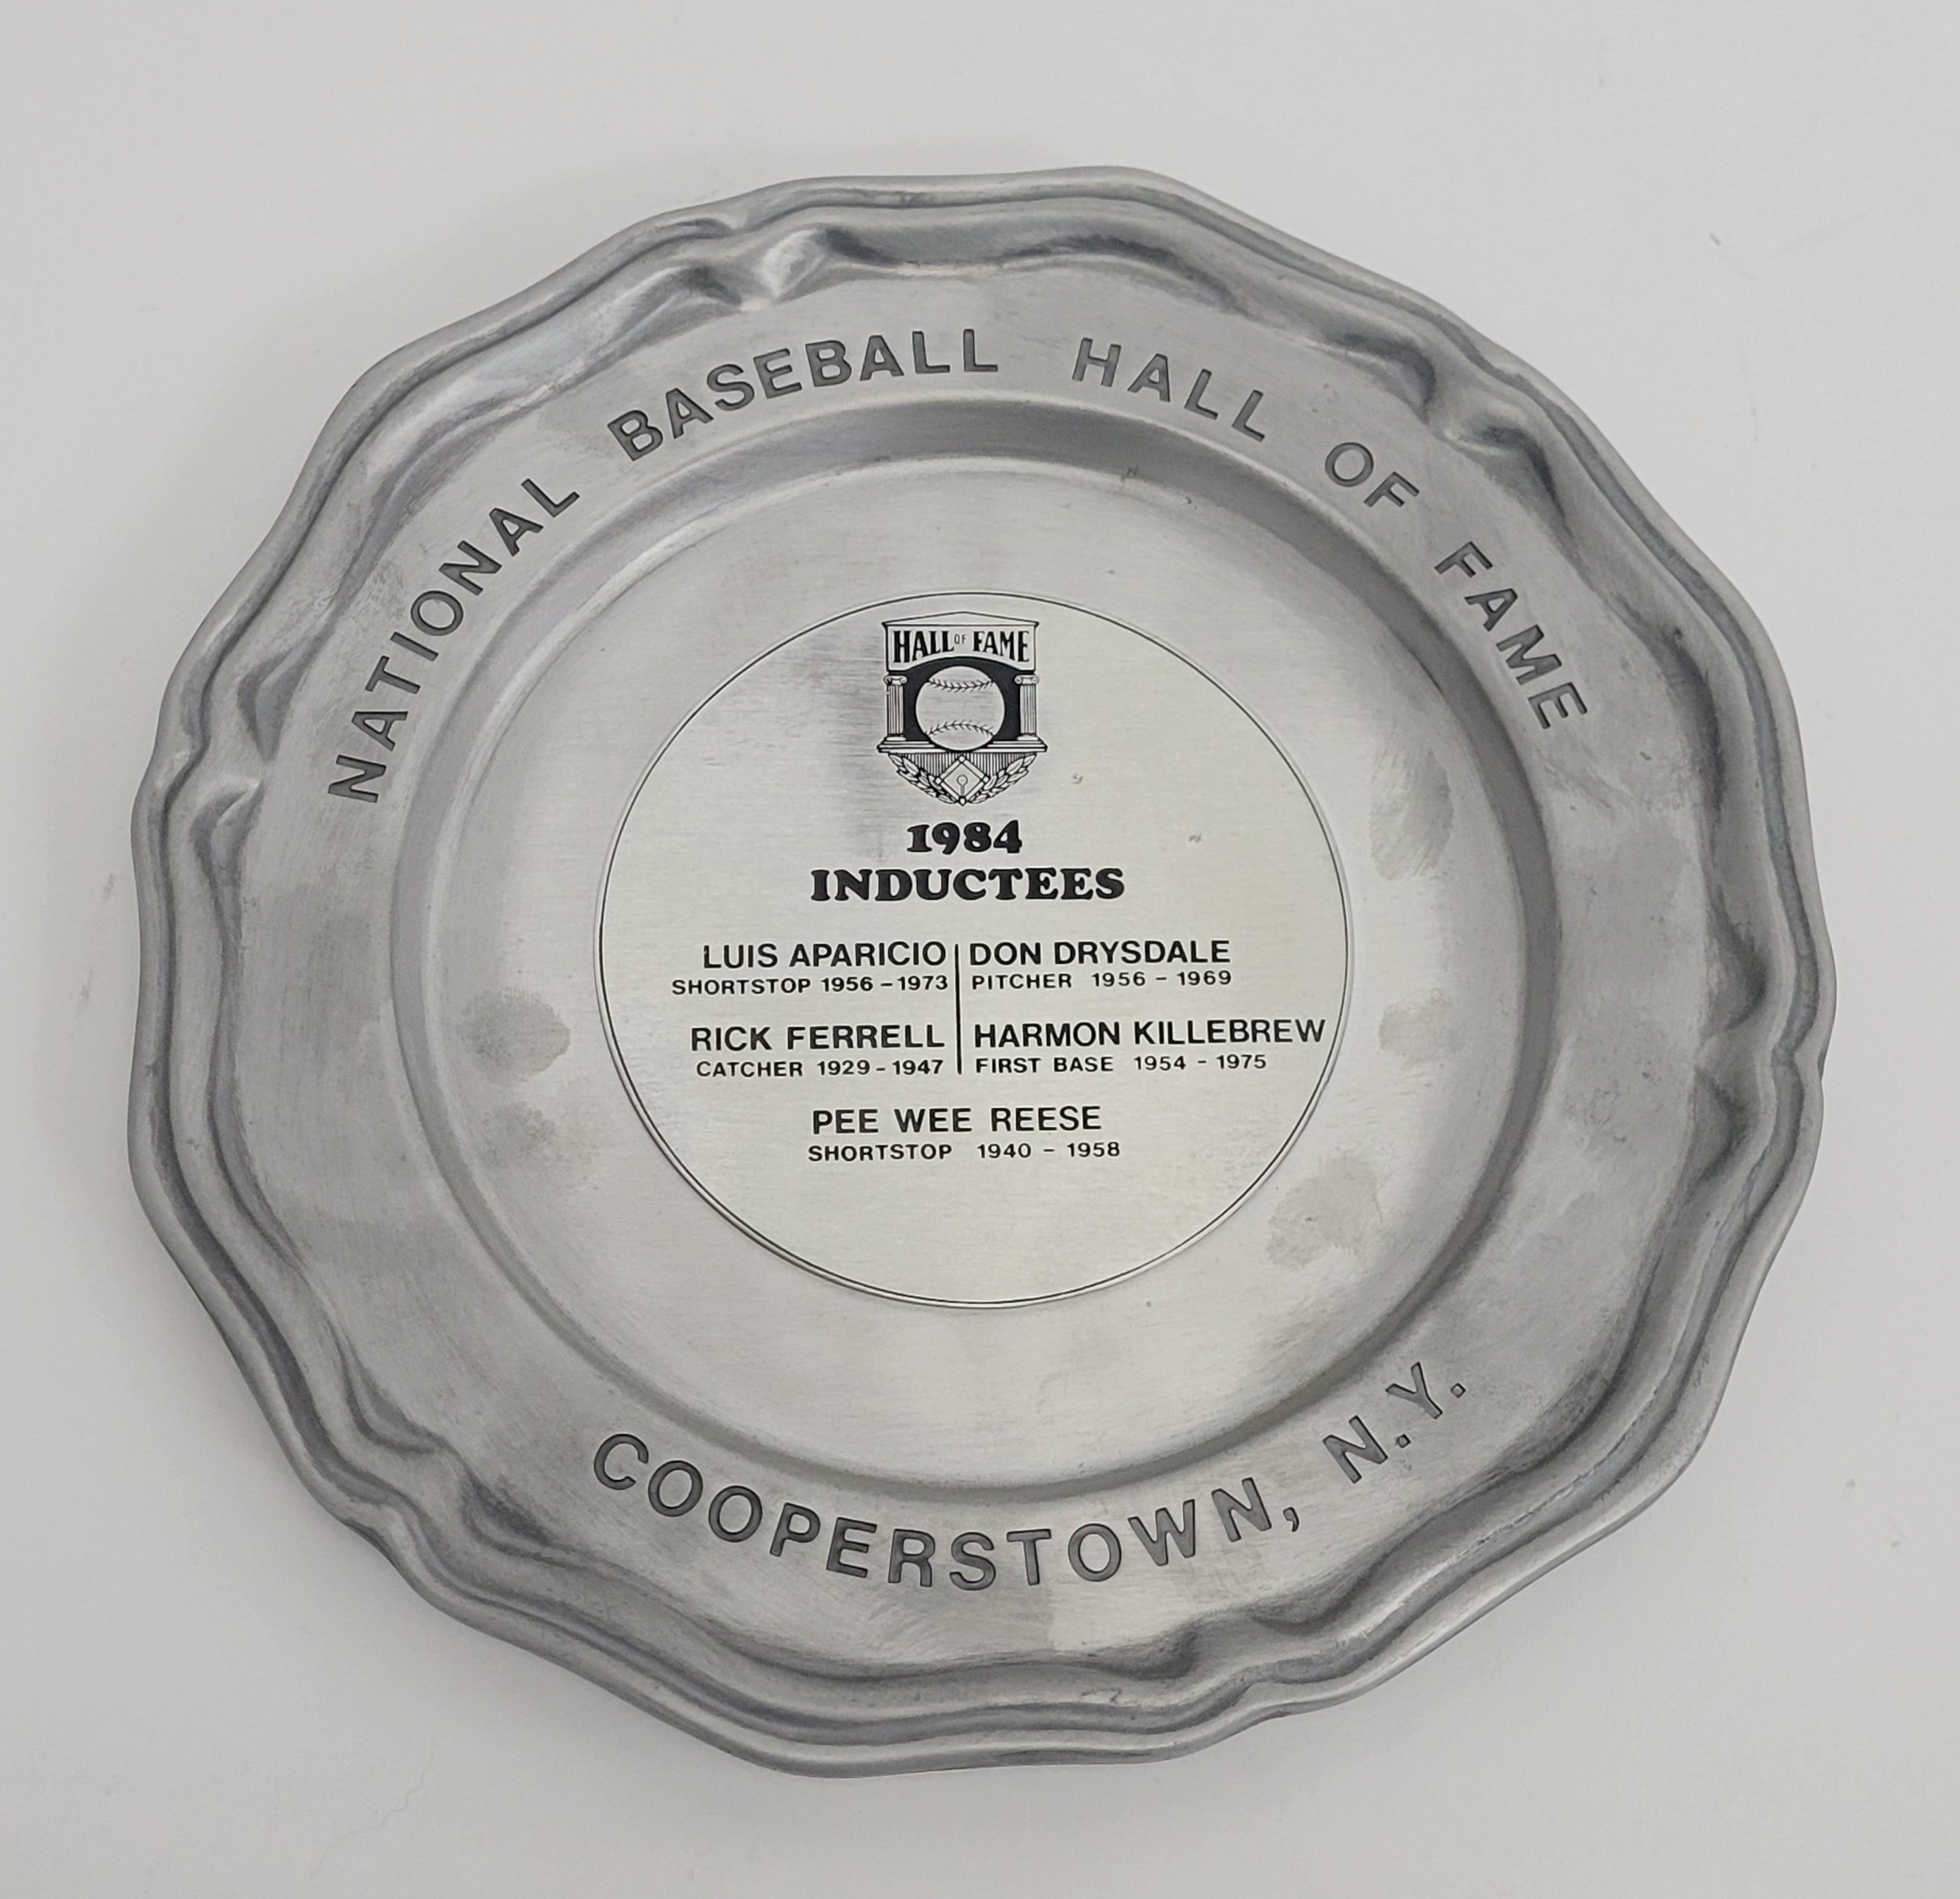 NATIONAL BASEBALL HALL OF FAME
HALL OF FAME
1984
INDUCTEES
LUIS APARICIO
SHORTSTOP 1956 - 1973
DON DRYSDALE
PITCHER 1956 - 1969
RICK FERRELL
CATCHER 1929 - 1947
HARMON KILLEBREW
FIRST BASE 1954 - 1975
PEE WEE REESE
SHORTSTOP 1940 - 1958
COOPERSTOWN, N.Y.